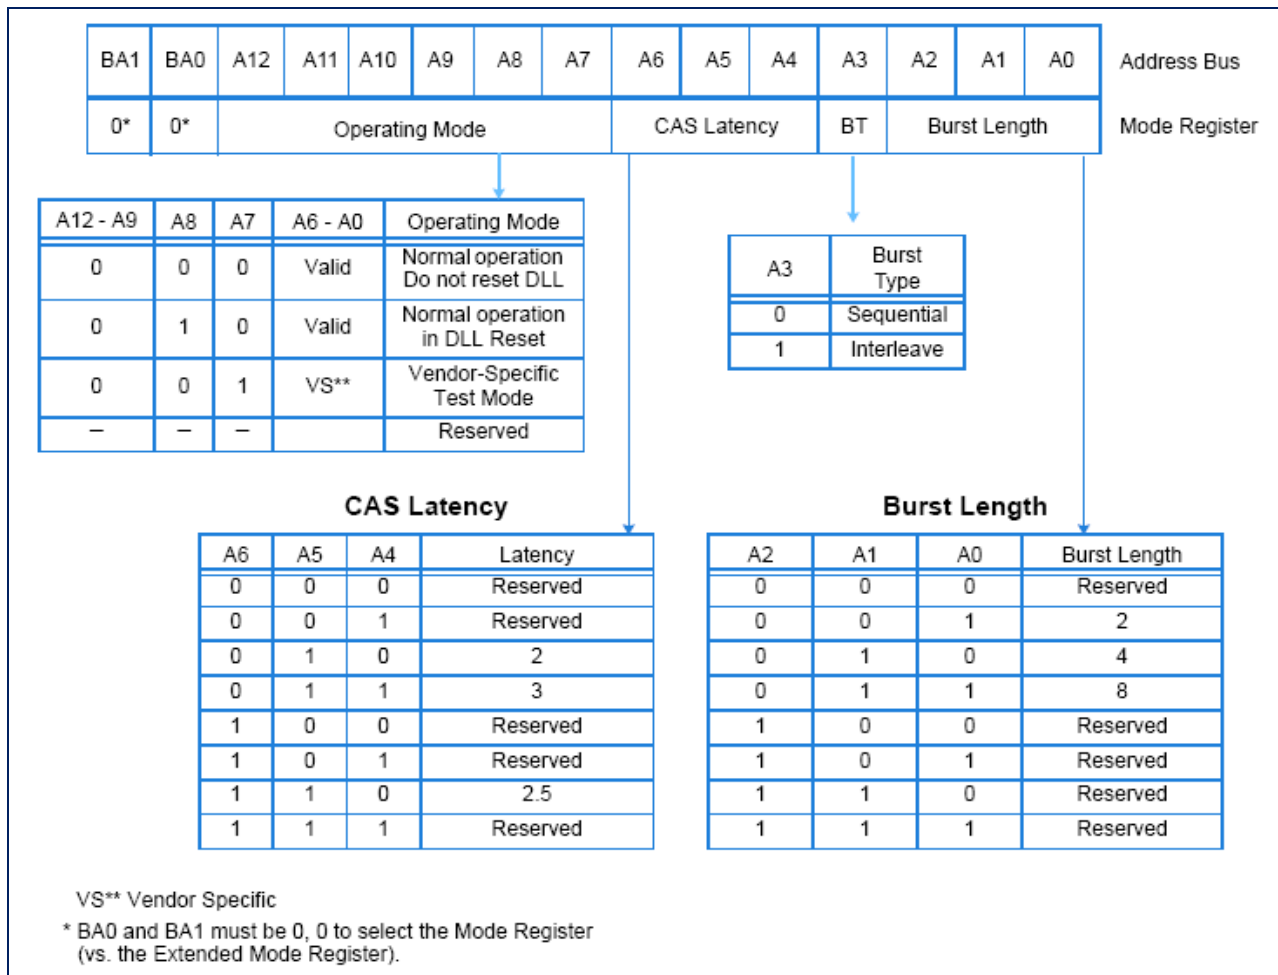 BA1 BA0 A12 A11 A10 A9 A8 A7 A6 A5 A4 A3 A2 A1 A0 Address Bus
0* 0* Operating Mode CAS Latency BT Burst Length Mode Register
A12 - A9 A8 A7 A6 - A0 Operating Mode
0 0 0 Valid Normal operation
Do not reset DLL
0 1 0 Valid Normal operation
in DLL Reset
0 0 1 VS** Vendor-Specific
Test Mode
– – – Reserved
A3 Burst
Type
0 Sequential
1 Interleave
CAS Latency
A6 A5 A4 Latency
0 0 0 Reserved
0 0 1 Reserved
0 1 0 2
0 1 1 3
1 0 0 Reserved
1 0 1 Reserved
1 1 0 2.5
1 1 1 Reserved
Burst Length
A2 A1 A0 Burst Length
0 0 0 Reserved
0 0 1 2
0 1 0 4
0 1 1 8
1 0 0 Reserved
1 0 1 Reserved
1 1 0 Reserved
1 1 1 Reserved
VS** Vendor Specific
* BA0 and BA1 must be 0, 0 to select the Mode Register
(vs. the Extended Mode Register).